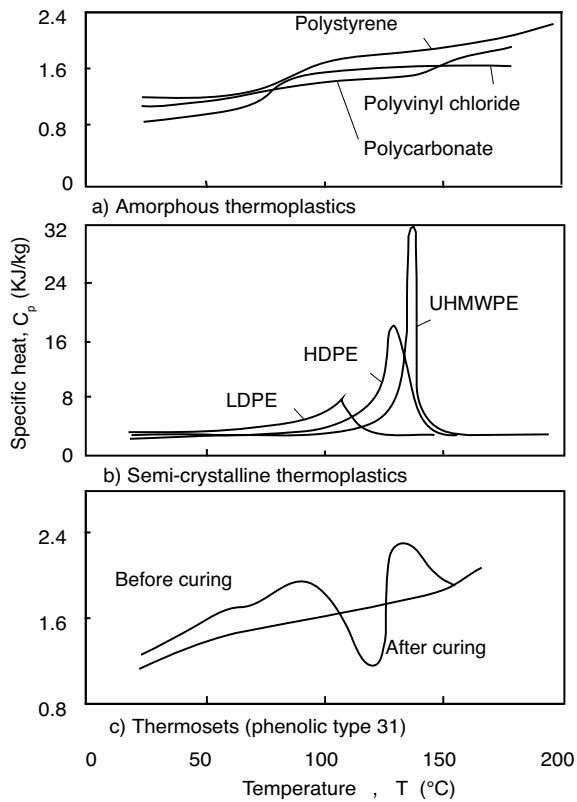 2.4
Polystyrene
1.6
Polyvinyl chloride
0.8
Polycarbonate
0
a) Amorphous thermoplastics
32
24
UHMWPE
16
HDPE
8
LDPE
0
b) Semi-crystalline thermoplastics
Specific heat, Cp (KJ/kg)
2.4
Before curing
1.6
After curing
0.8
c) Thermosets (phenolic type 31)
0 50 100 150 200
Temperature , T (°C)